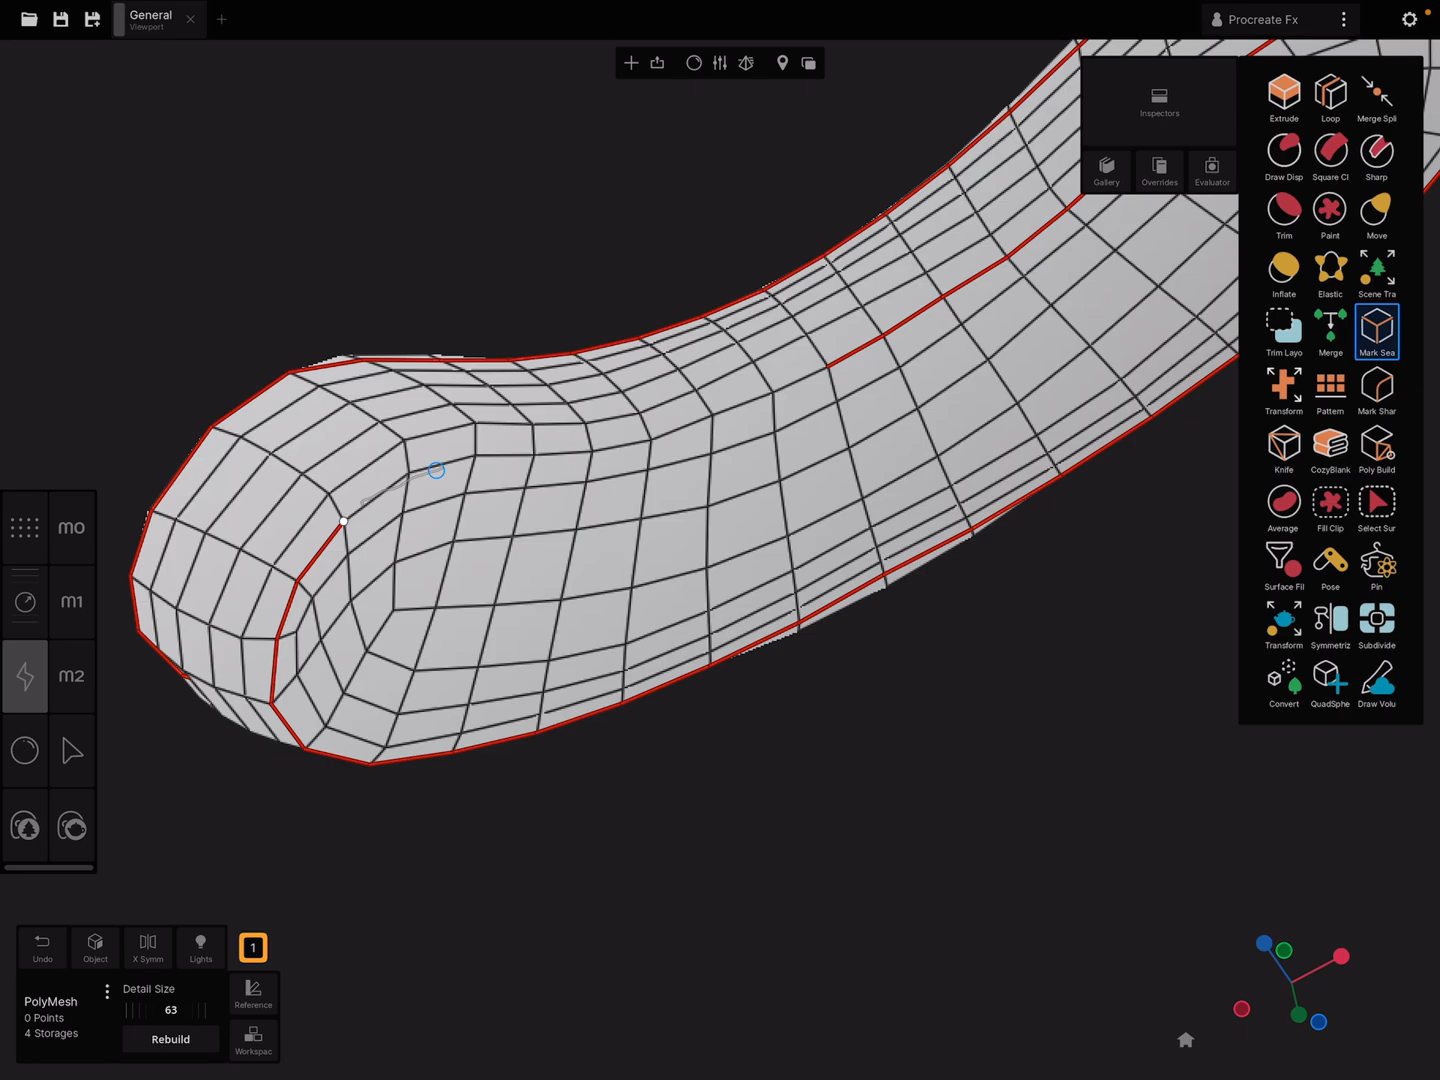 General
Viewport
Procreate Fx
Inspectors
Gallery
Overrides
Evaluator
Extrude
Loop
Merge Spli
Draw Disp
Square Cl
Sharp
Trim
Paint
Move
Inflate
Elastic
Scene Tra
Trim Layo
Merge
Mark Sea
Transform
Pattern
Mark Shar
Knife
CozyBlank
Poly Build
Average
Fill Clip
Select Sur
Surface Fil
Pose
Pin
Transform
Symmetriz
Subdivide
Convert
QuadSphe
Draw Volu
m0
m1
m2
Undo
Object
X Symm
Lights
1
PolyMesh
0 Points
4 Storages
Detail Size
63
Rebuild
Reference
Workspac